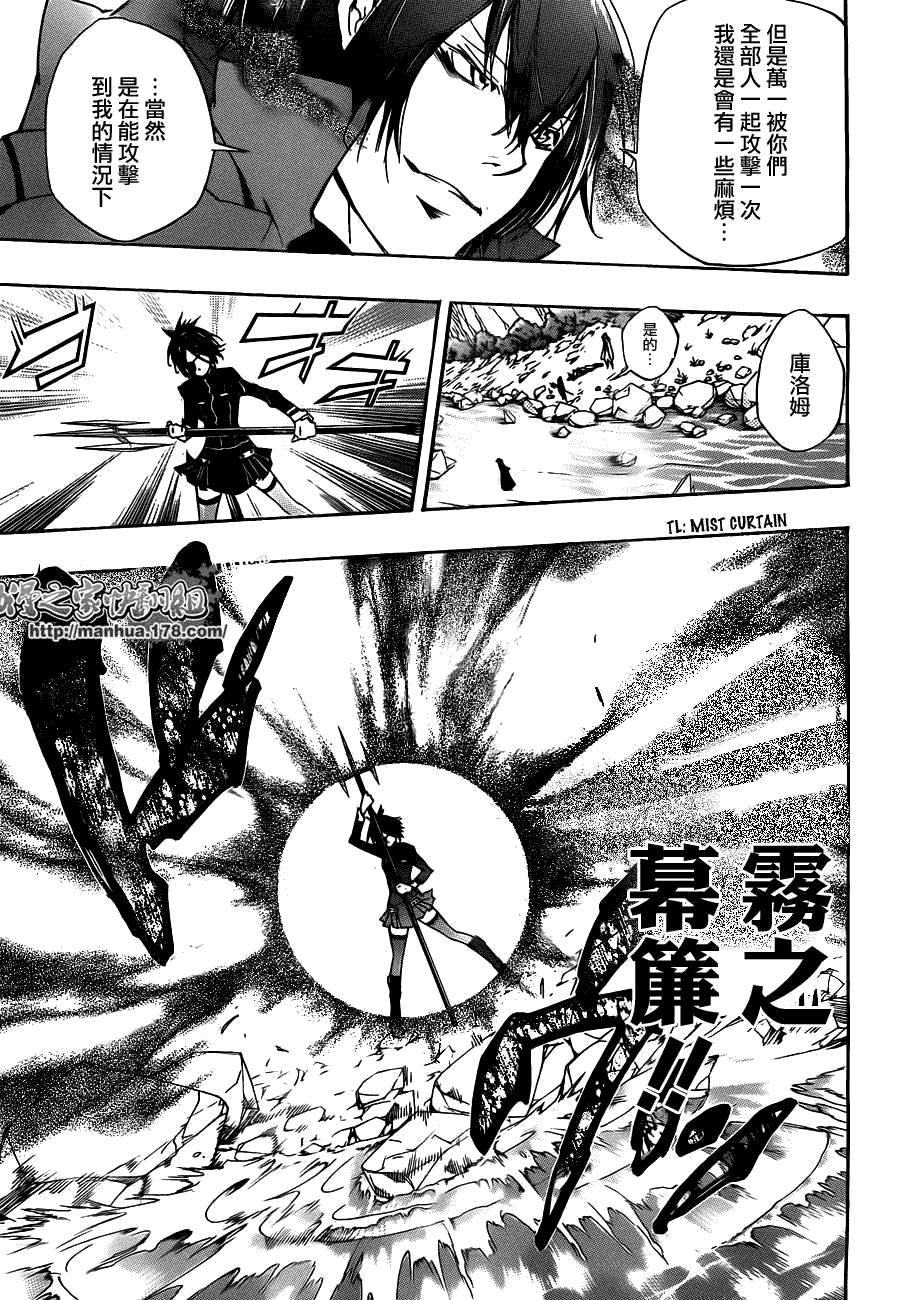 但是萬一被你們
全部人一起攻擊一次
我還是會有一些麻煩…
…當然
是在能攻擊
到我的情況下
庫洛姆
是的…
TL: MIST CURTAIN
http://manhua.178.com/
霧之
幕簾!!